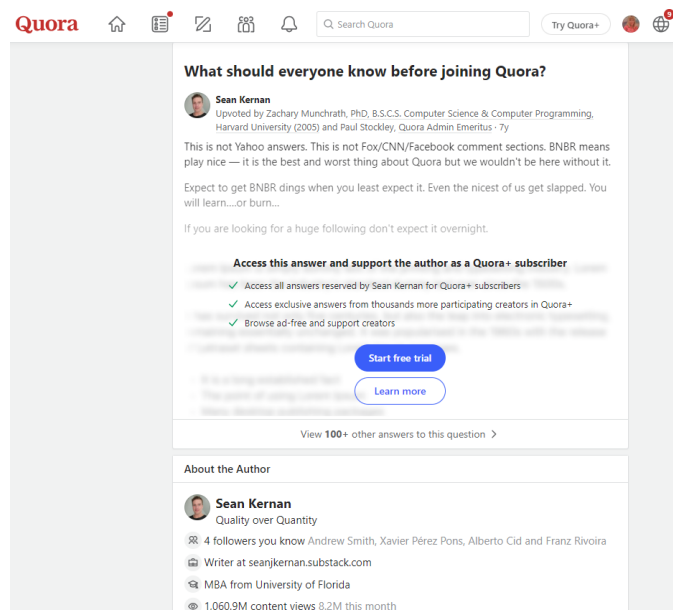 Quora
Search Quora
Try Quora+
9
What should everyone know before joining Quora?
Sean Kernan
Upvoted by Zachary Munchrath, PhD, B.S.C.S. Computer Science & Computer Programming,
Harvard University (2005) and Paul Stockley, Quora Admin Emeritus · 7y
This is not Yahoo answers. This is not Fox/CNN/Facebook comment sections. BNBR means
play nice — it is the best and worst thing about Quora but we wouldn't be here without it.
Expect to get BNBR dings when you least expect it. Even the nicest of us get slapped. You
will learn....or burn...
If you are looking for a huge following don't expect it overnight.
Access this answer and support the author as a Quora+ subscriber
Access all answers reserved by Sean Kernan for Quora+ subscribers
Access exclusive answers from thousands more participating creators in Quora+
Browse ad-free and support creators
Start free trial
Learn more
View 100+ other answers to this question
About the Author
Sean Kernan
Quality over Quantity
4 followers you know Andrew Smith, Xavier Pérez Pons, Alberto Cid and Franz Rivoira
Writer at seanjkernan.substack.com
MBA from University of Florida
1,060.9M content views 8.2M this month